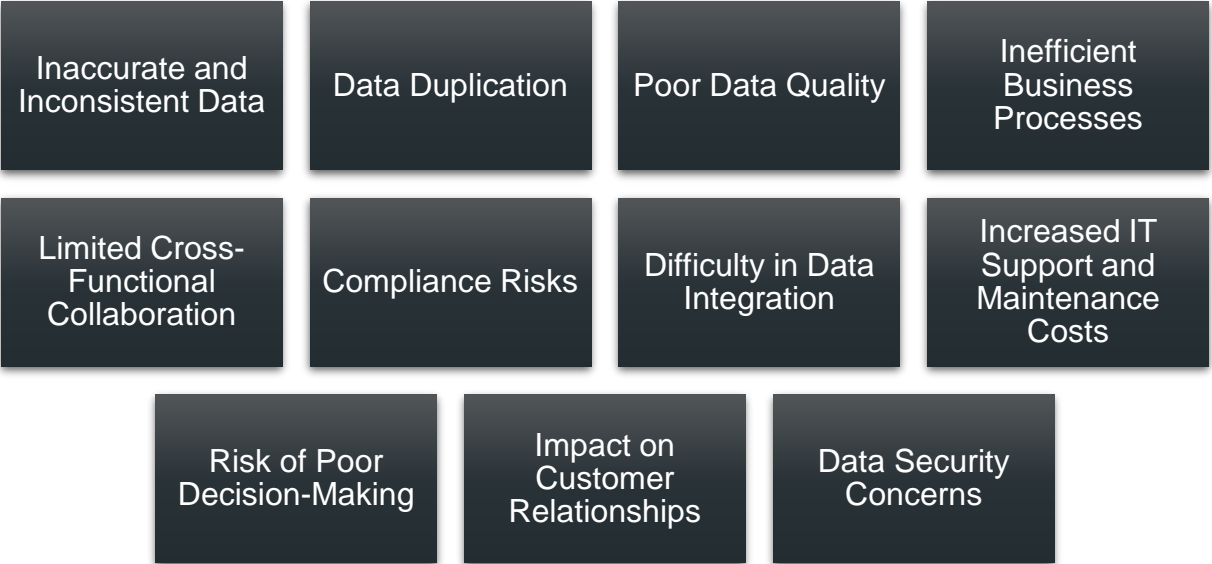 Inaccurate and
Inconsistent Data
Data Duplication
Poor Data Quality
Inefficient
Business
Processes
Limited Cross-
Functional
Collaboration
Compliance Risks
Difficulty in Data
Integration
Increased IT
Support and
Maintenance
Costs
Risk of Poor
Decision-Making
Impact on
Customer
Relationships
Data Security
Concerns